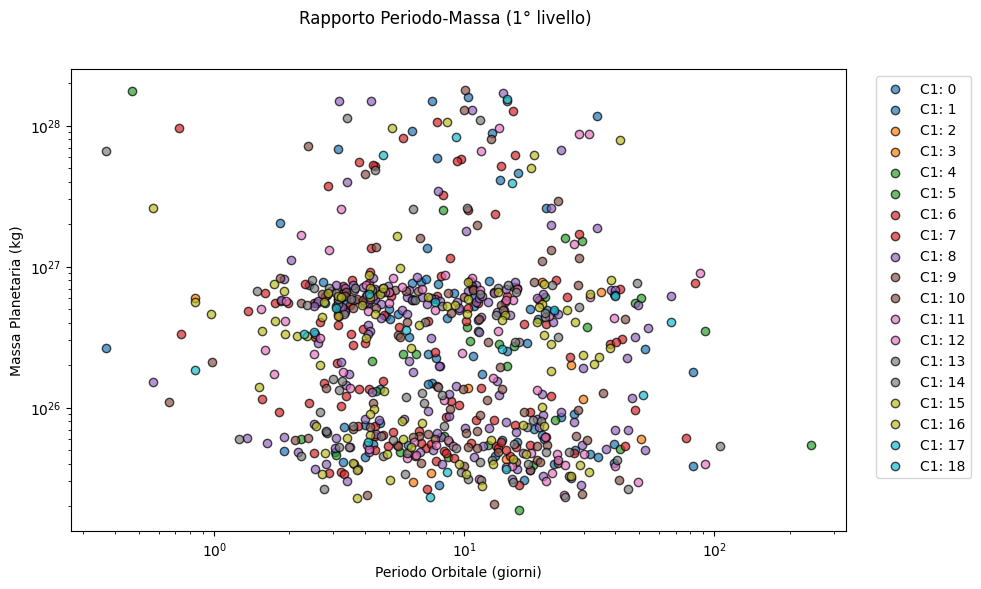 Rapporto Periodo-Massa (1° livello)
Massa Planetaria (kg)
10^28
10^27
10^26
10^0
10^1
10^2
Periodo Orbitale (giorni)
C1: 0
C1: 1
C1: 2
C1: 3
C1: 4
C1: 5
C1: 6
C1: 7
C1: 8
C1: 9
C1: 10
C1: 11
C1: 12
C1: 13
C1: 14
C1: 15
C1: 16
C1: 17
C1: 18